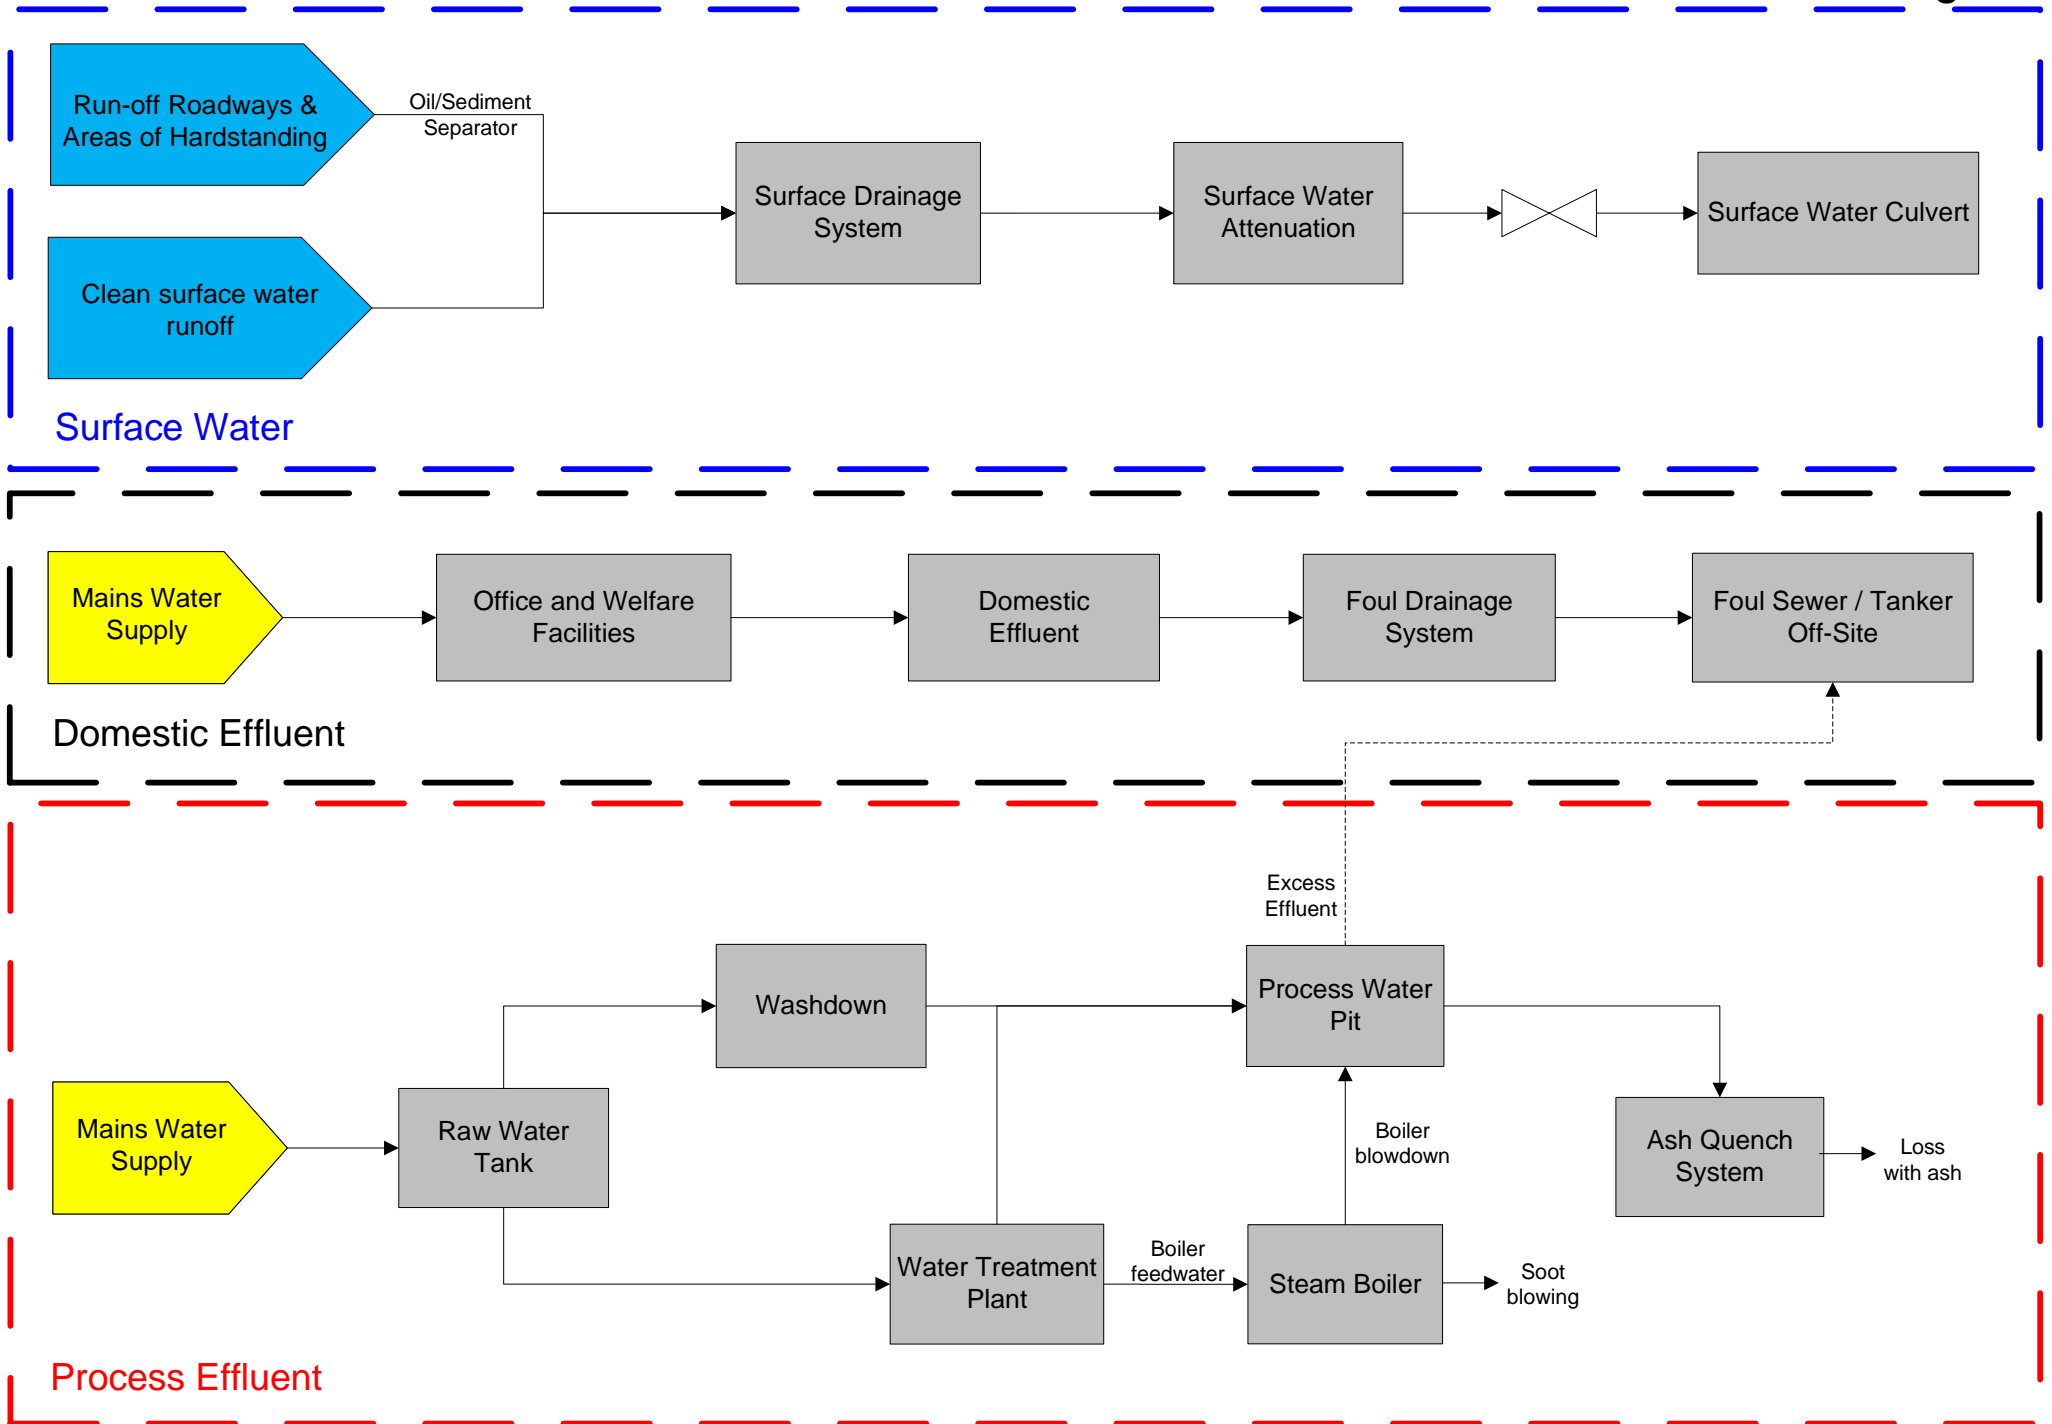 Run-off Roadways &
Areas of Hardstanding
Oil/Sediment
Separator
Surface Drainage
System
Surface Water
Attenuation
Surface Water Culvert
Clean surface water
runoff
Surface Water
Mains Water
Supply
Office and Welfare
Facilities
Domestic
Effluent
Foul Drainage
System
Foul Sewer / Tanker
Off-Site
Domestic Effluent
Excess
Effluent
Washdown
Process Water
Pit
Mains Water
Supply
Raw Water
Tank
Boiler
blowdown
Ash Quench
System
Loss
with ash
Water Treatment
Plant
Boiler
feedwater
Steam Boiler
Soot
blowing
Process Effluent